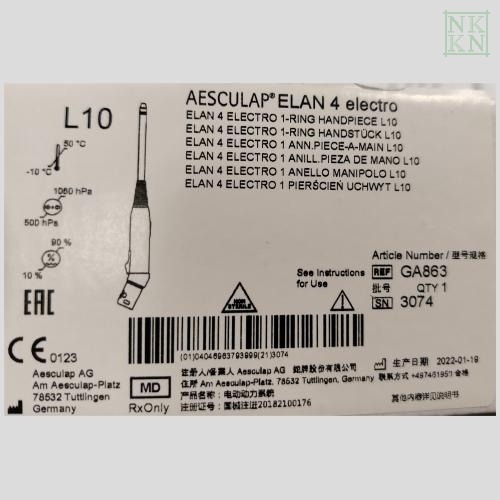 NK
KN
L10
AESCULAP® ELAN 4 electro
ELAN 4 ELECTRO 1-RING HANDPIECE L10
ELAN 4 ELECTRO 1-RING HANDSTÜCK L10
ELAN 4 ELECTRO 1 ANN.PIECE-A-MAIN L10
ELAN 4 ELECTRO 1 ANILL.PIEZA DE MANO L10
ELAN 4 ELECTRO 1 ANELLO MANIPOLO L10
ELAN 4 ELECTRO 1 PIERŚCIEŃ UCHWYT L10
50 °C
-10 °C
1060 hPa
500 hPa
90 %
10 %
EAC
Article Number / 型号规格
REF GA863
批号 QTY 1
SN 3074
See Instructions
for Use
NON
STERILE
(01)04046963793999(21)3074
CE 0123
Aesculap AG
Am Aesculap-Platz
78532 Tuttlingen
Germany
MD
RxOnly
注册人/备案人 Aesculap AG 蛇牌股份有限公司
住所 Am Aesculap-Platz, 78532 Tuttlingen, Germany
产品名称: 电动动力系统
注册证号: 国械注进20182100176
生产日期 2022-01-19
其他内容详见说明书